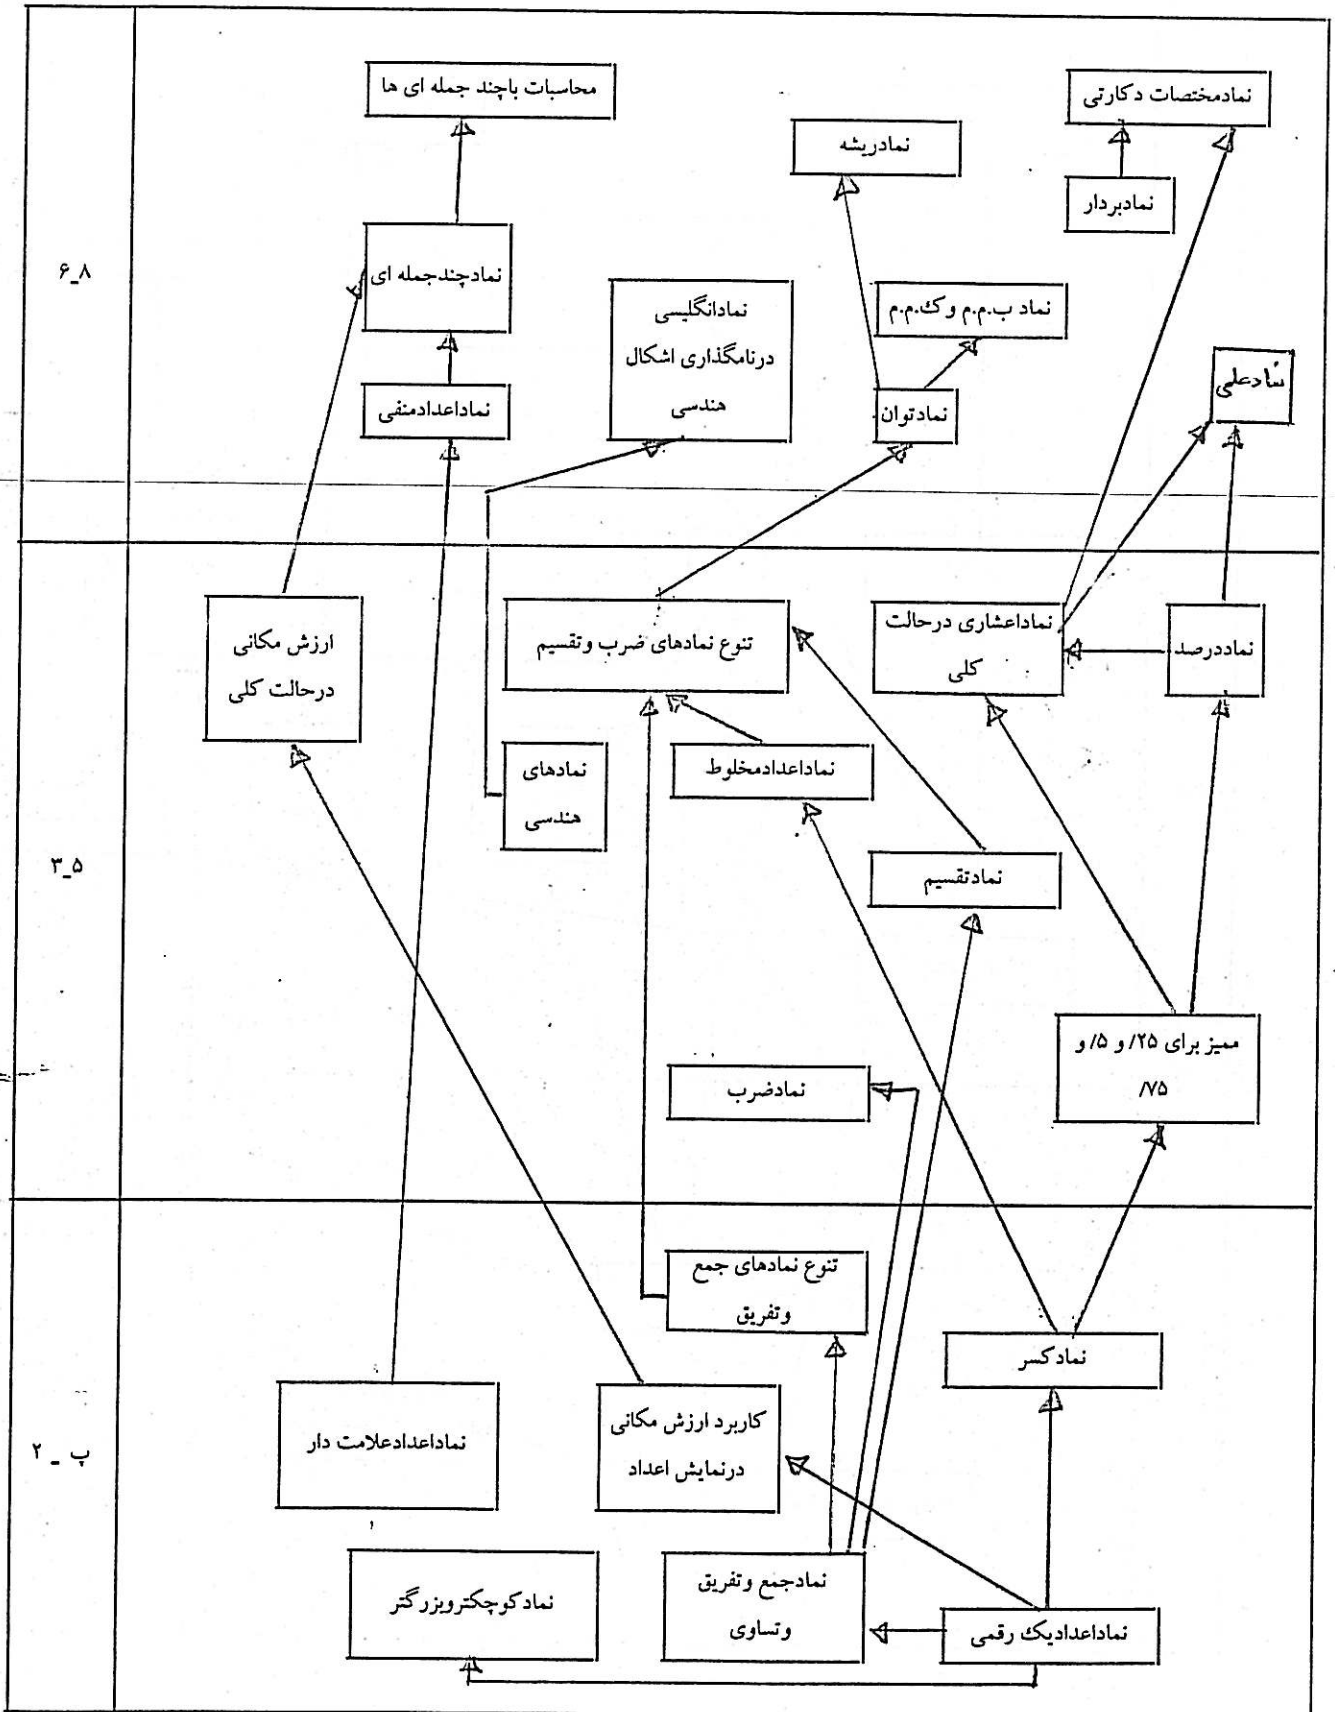 محاسبات باچند جمله ای ها
نمادمختصات دکارتی
نمادریشه
نمادبردار
۶_۸
نمادچندجمله ای
نمادانگلیسی
درنامگذاری اشکال
هندسی
نماد ب.م.م و ک.م.م
نمادعلمی
نماداعدادمنفی
نمادتوان
ارزش مکانی
درحالت کلی
تنوع نمادهای ضرب وتقسیم
نماداعشاری درحالت
کلی
نماددرصد
نمادهای
هندسی
نماداعدادمخلوط
۳_۵
نمادتقسیم
ممیز برای ۲۵/ و ۵/ و
۷۵/
نمادضرب
تنوع نمادهای جمع
وتفریق
نمادکسر
پ _ ۲
نماداعدادعلامت دار
کاربرد ارزش مکانی
درنمایش اعداد
نمادکوچکتروبزرگتر
نمادجمع وتفریق
وتساوی
نماداعدادیک رقمی